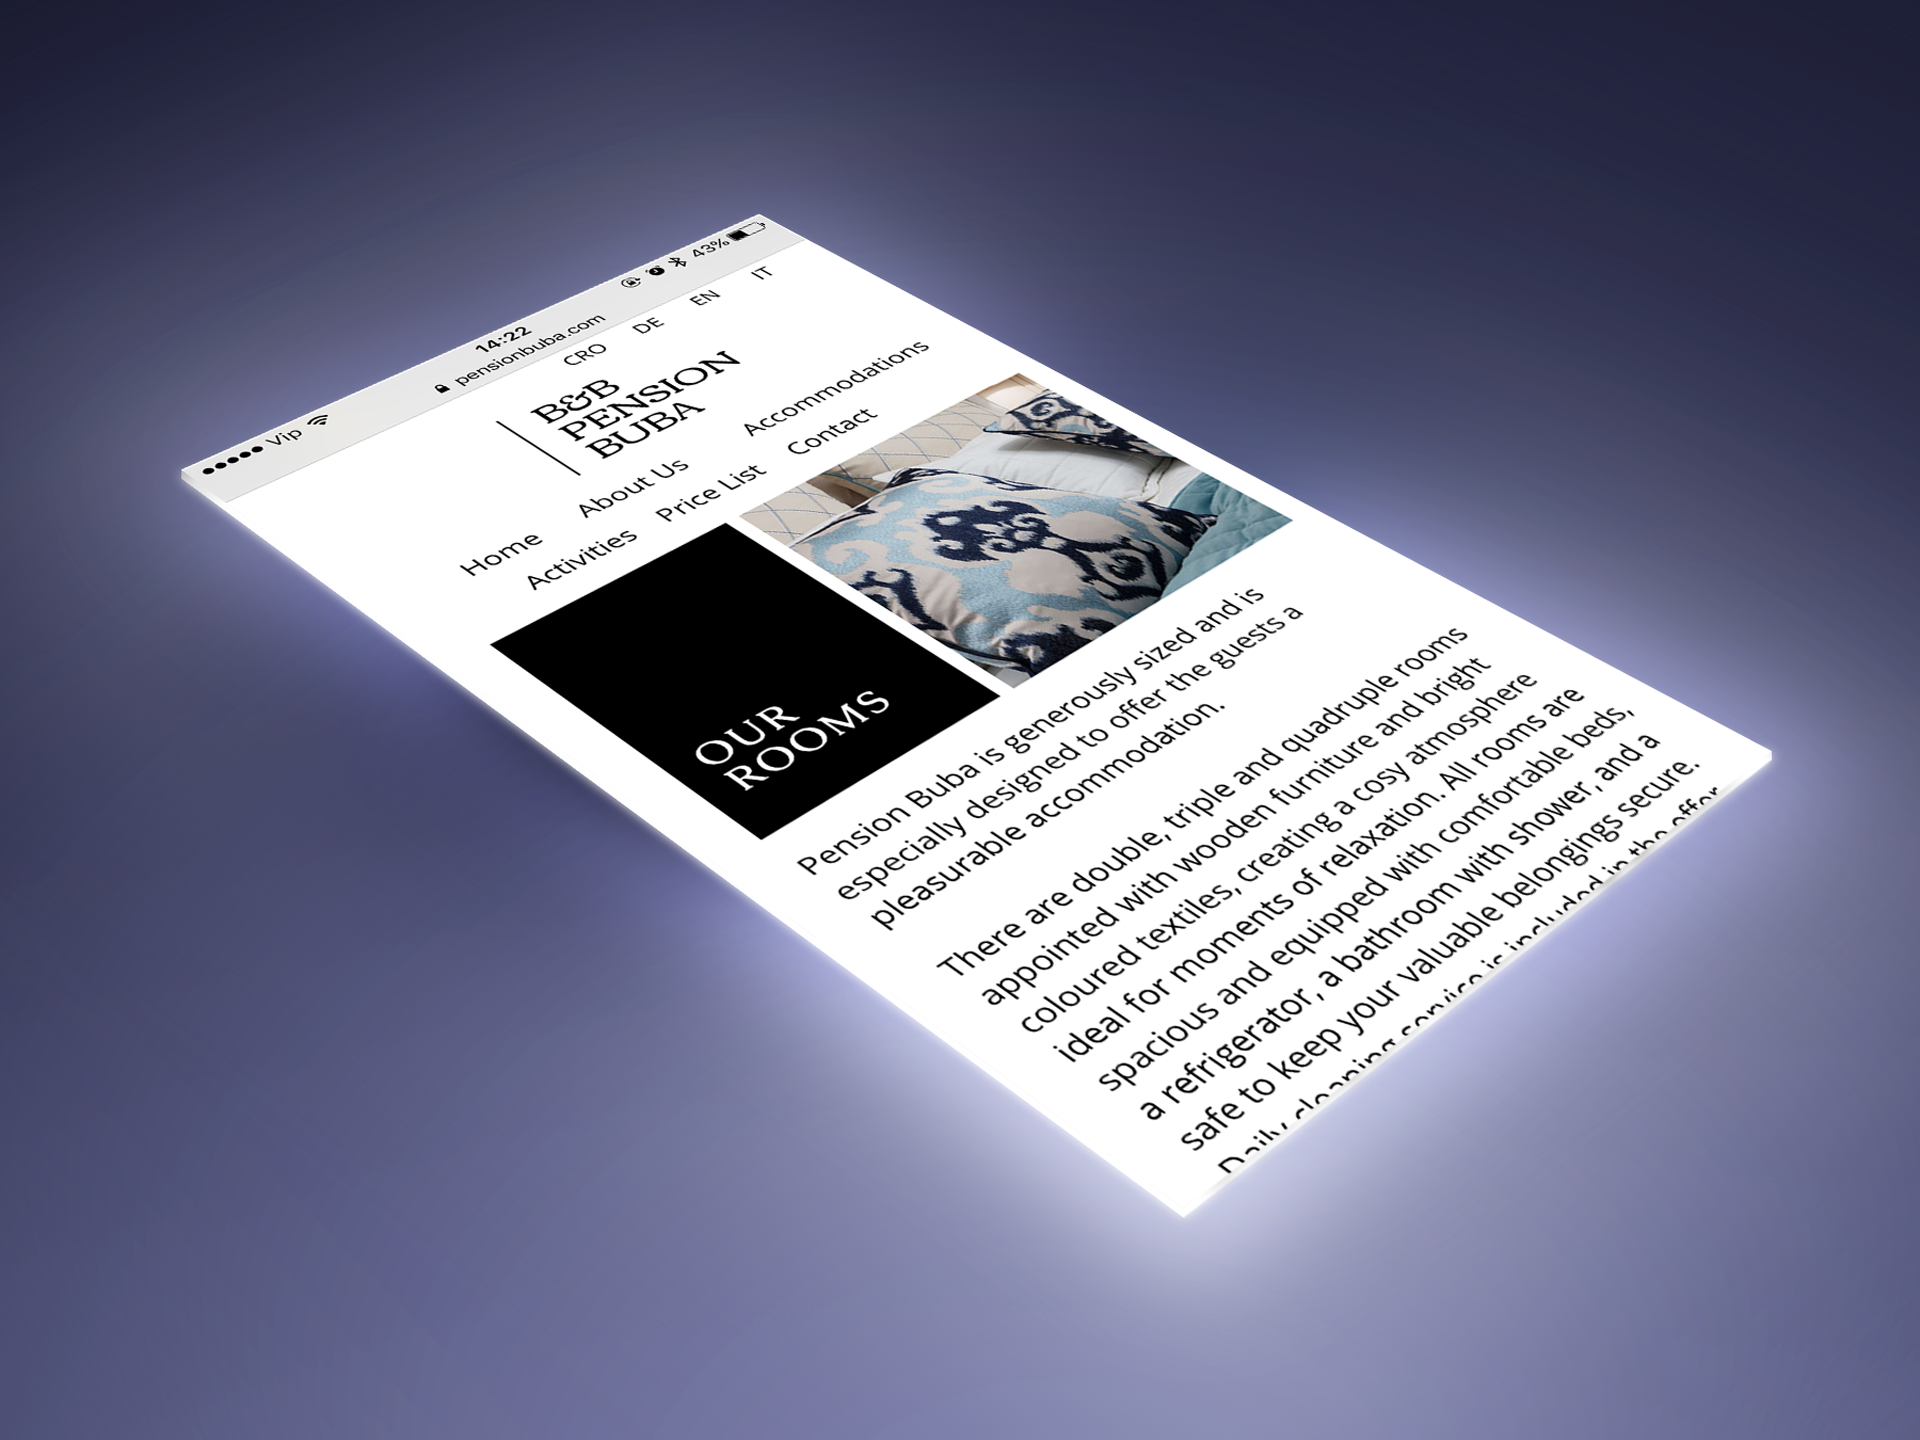 Vip 14:22 43%
pensionbuba.com
CRO DE EN IT
B&B
PENSION
BUBA
Home About Us Accommodations
Activities Price List Contact
OUR
ROOMS
Pension Buba is generously sized and is
especially designed to offer the guests a
pleasurable accommodation.
There are double, triple and quadruple rooms
appointed with wooden furniture and bright
coloured textiles, creating a cosy atmosphere
ideal for moments of relaxation. All rooms are
spacious and equipped with comfortable beds,
a refrigerator, a bathroom with shower, and a
safe to keep your valuable belongings secure.
Daily cleaning service is included in the offer